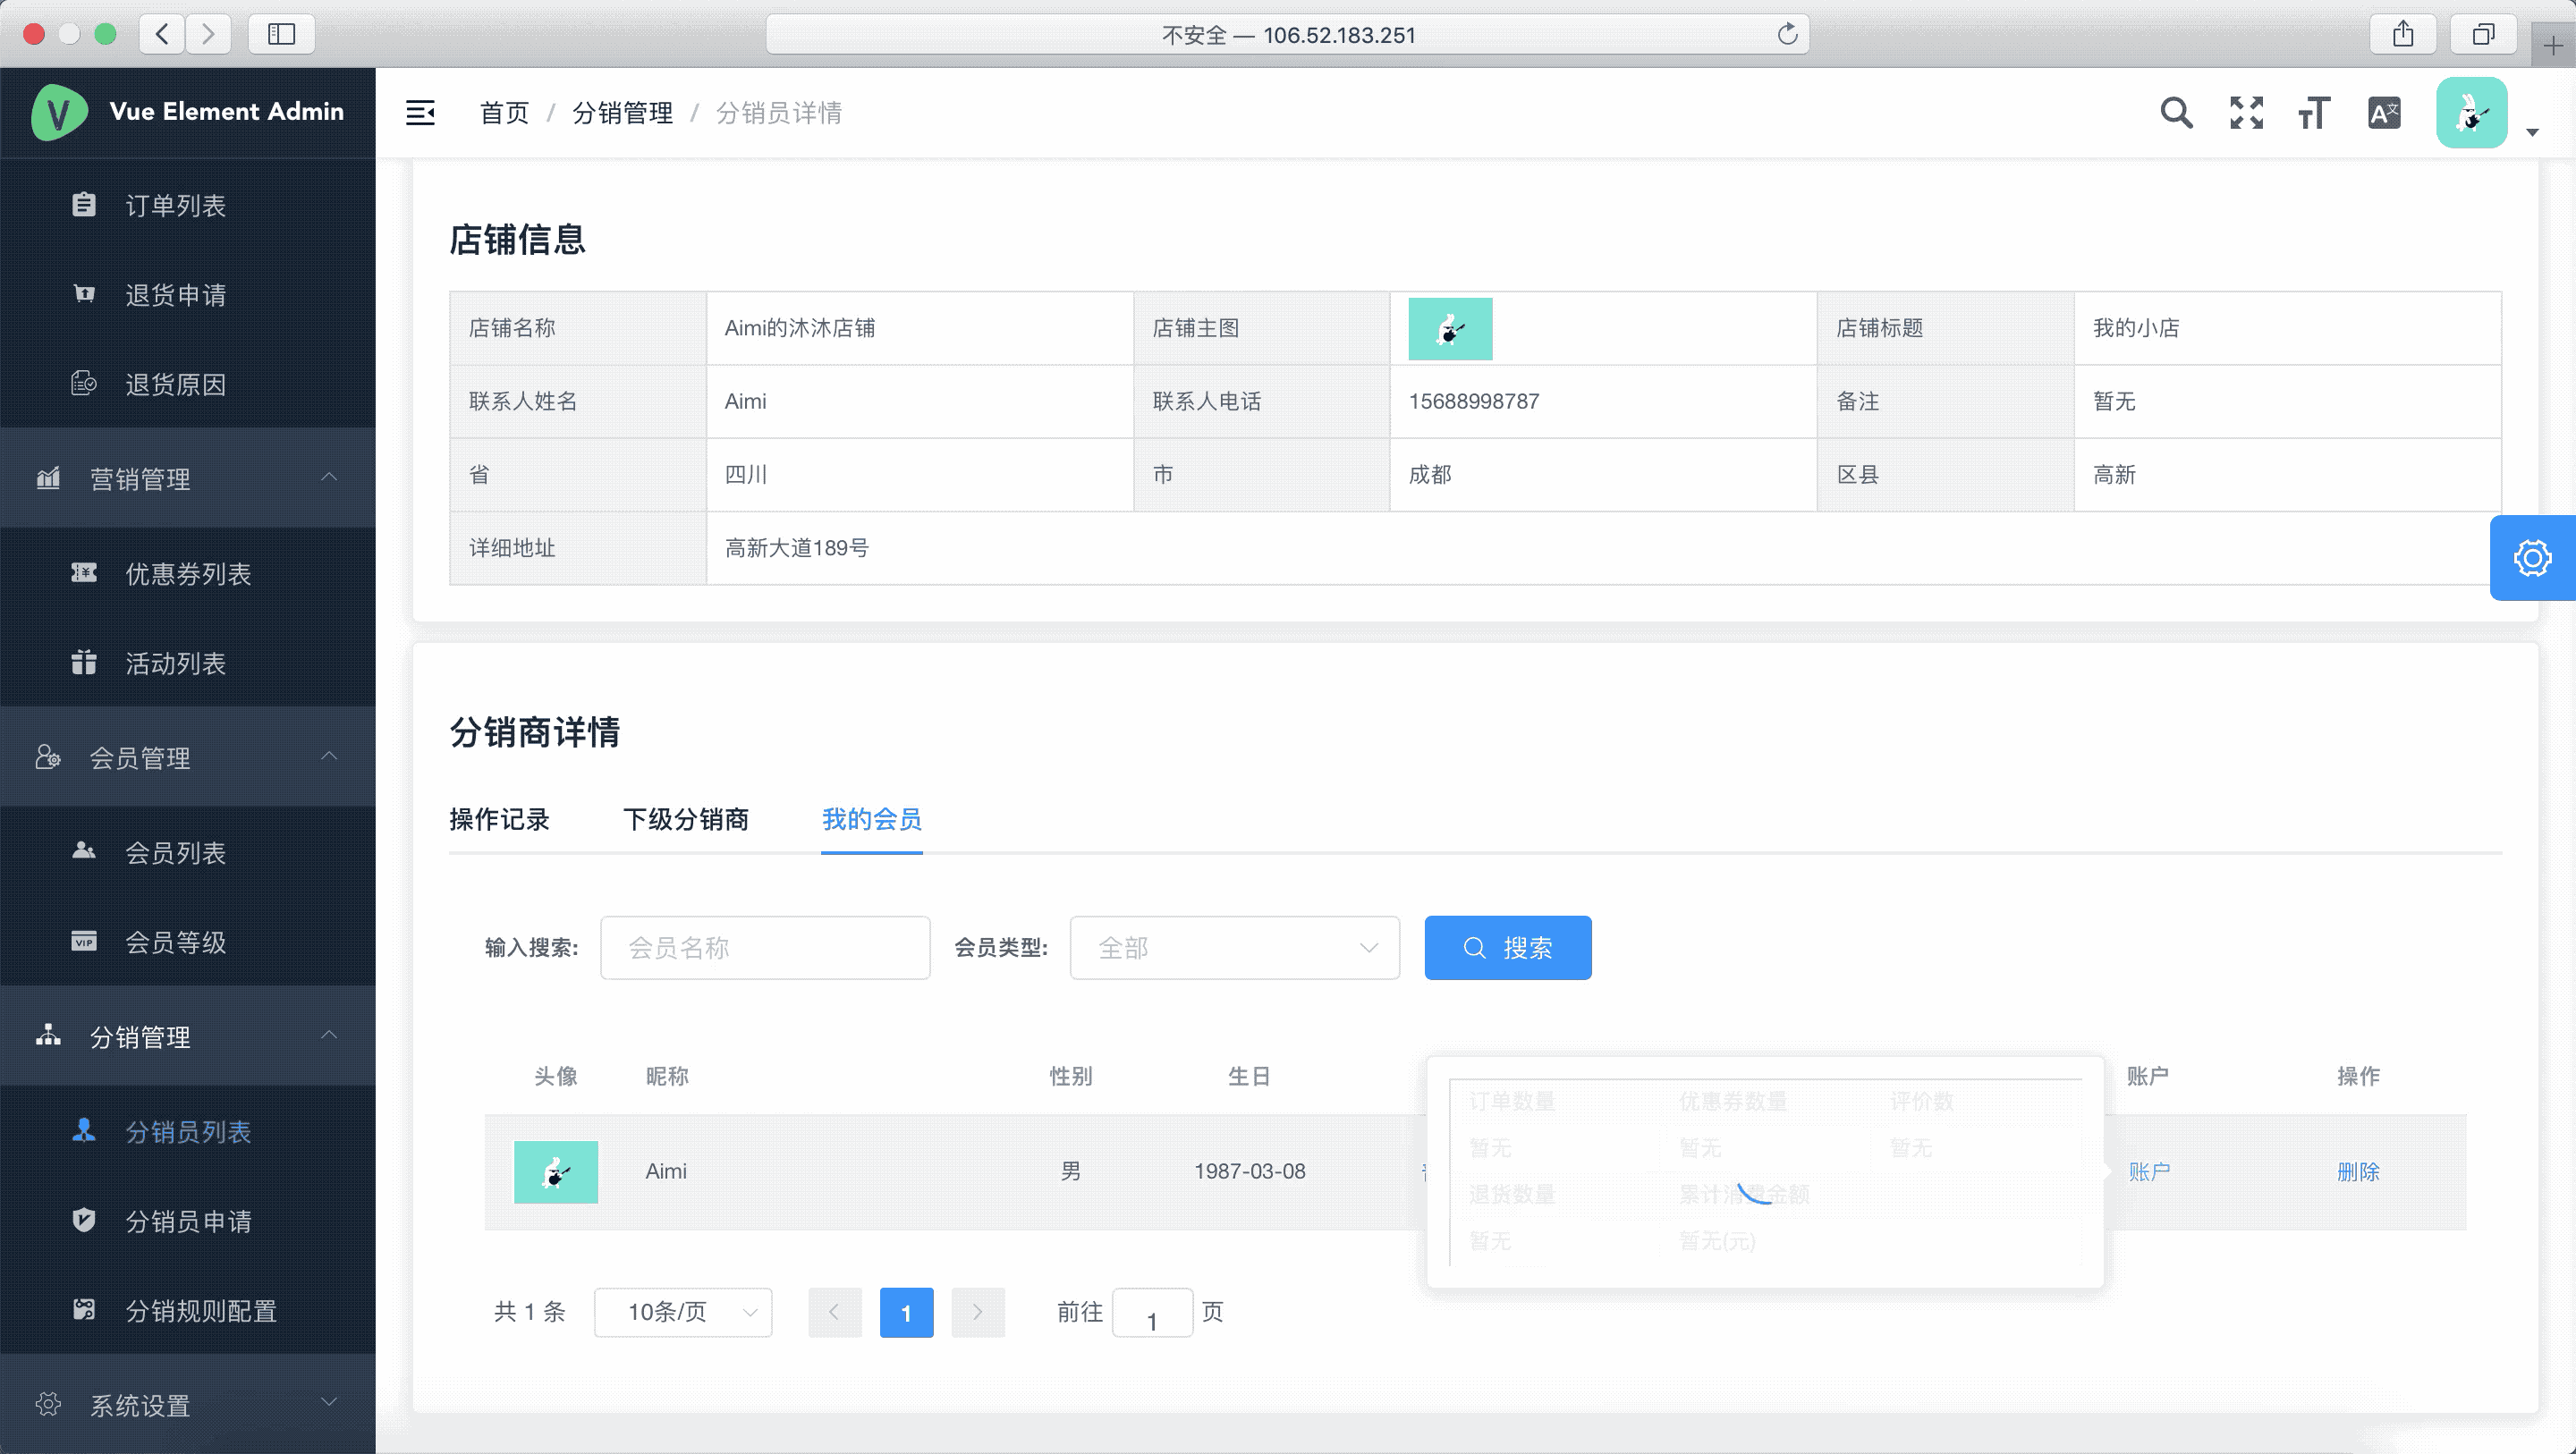 不安全 — 106.52.183.251
Vue Element Admin
首页 / 分销管理 / 分销员详情
订单列表
退货申请
退货原因
营销管理
优惠券列表
活动列表
会员管理
会员列表
VIP 会员等级
分销管理
分销员列表
分销员申请
分销规则配置
系统设置
店铺信息
店铺名称 Aimi的沐沐店铺 店铺主图 店铺标题 我的小店
联系人姓名 Aimi 联系人电话 15688998787 备注 暂无
省 四川 市 成都 区县 高新
详细地址 高新大道189号
分销商详情
操作记录 下级分销商 我的会员
输入搜索: 会员名称 会员类型: 全部 搜索
头像 昵称 性别 生日 账户 操作
Aimi 男 1987-03-08 账户 删除
订单数量 优惠券数量 评价数
暂无 暂无 暂无
退货数量 累计消费金额
暂无 暂无(元)
共 1 条 10条/页 1 前往 1 页